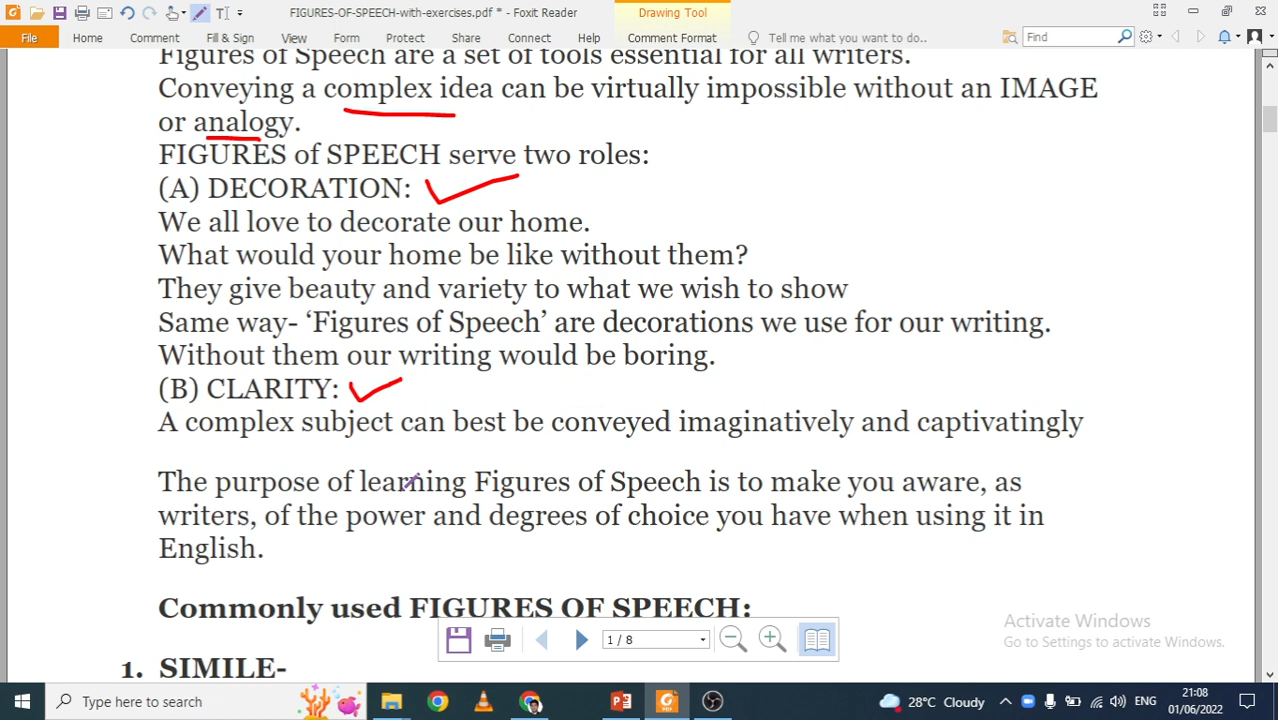 FIGURES-OF-SPEECH-with-exercises.pdf * - Foxit Reader
Drawing Tool
File Home Comment Fill & Sign View Form Protect Share Connect Help Comment Format Tell me what you want to do.. Find
Figures of Speech are a set of tools essential for all writers.
Conveying a complex idea can be virtually impossible without an IMAGE
or analogy.
FIGURES of SPEECH serve two roles:
(A) DECORATION:
We all love to decorate our home.
What would your home be like without them?
They give beauty and variety to what we wish to show
Same way- ‘Figures of Speech’ are decorations we use for our writing.
Without them our writing would be boring.
(B) CLARITY:
A complex subject can best be conveyed imaginatively and captivatingly
The purpose of learning Figures of Speech is to make you aware, as
writers, of the power and degrees of choice you have when using it in
English.
Commonly used FIGURES OF SPEECH:
1 / 8
1. SIMILE-
Activate Windows
Go to Settings to activate Windows.
Type here to search
28°C Cloudy
ENG
21:08
01/06/2022